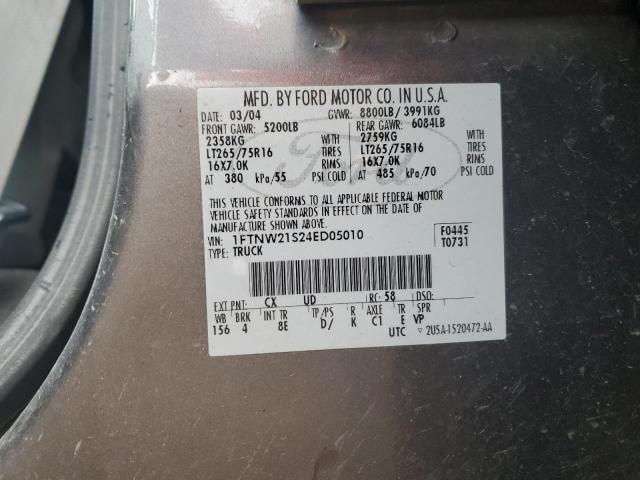 MFD. BY FORD MOTOR CO. IN U.S.A.
DATE: 03/04 GVWR: 8800LB/ 3991KG
FRONT GAWR: 5200LB REAR GAWR: 6084LB
2358KG WITH 2759KG WITH
LT265/75R16 TIRES LT265/75R16 TIRES
16X7.0K RIMS 16X7.0K RIMS
AT 380 kPa/55 PSI COLD AT 485 kPa/70 PSI COLD
Ford
THIS VEHICLE CONFORMS TO ALL APPLICABLE FEDERAL MOTOR
VEHICLE SAFETY STANDARDS IN EFFECT ON THE DATE OF
MANUFACTURE SHOWN ABOVE.
VIN: 1FTNW21S24ED05010 F0445
TYPE: TRUCK T0731
EXT PNT: CX UD RC: 58 DSO:
WB BRK INT TR TP/PS R AXLE TR SPR
156 4 8E D/ K C1 E VP
UTC 2U5A-1520472-AA